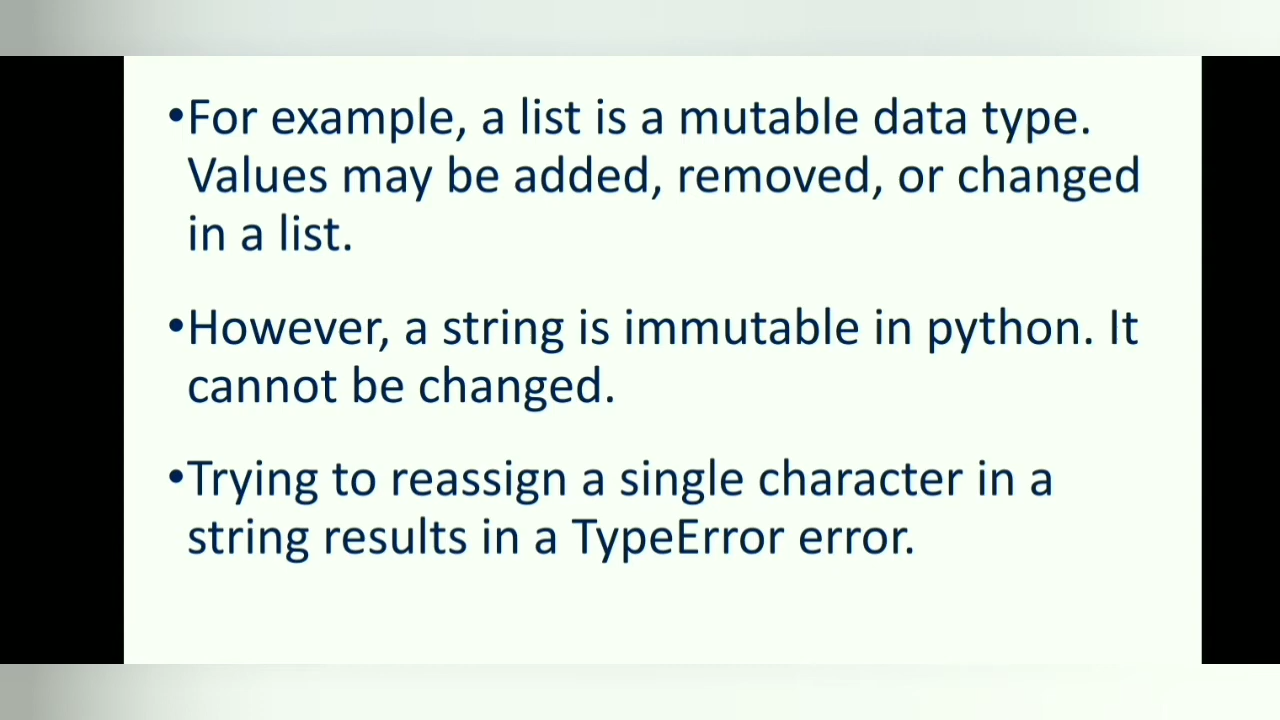 •For example, a list is a mutable data type.
Values may be added, removed, or changed
in a list.
•However, a string is immutable in python. It
cannot be changed.
•Trying to reassign a single character in a
string results in a TypeError error.